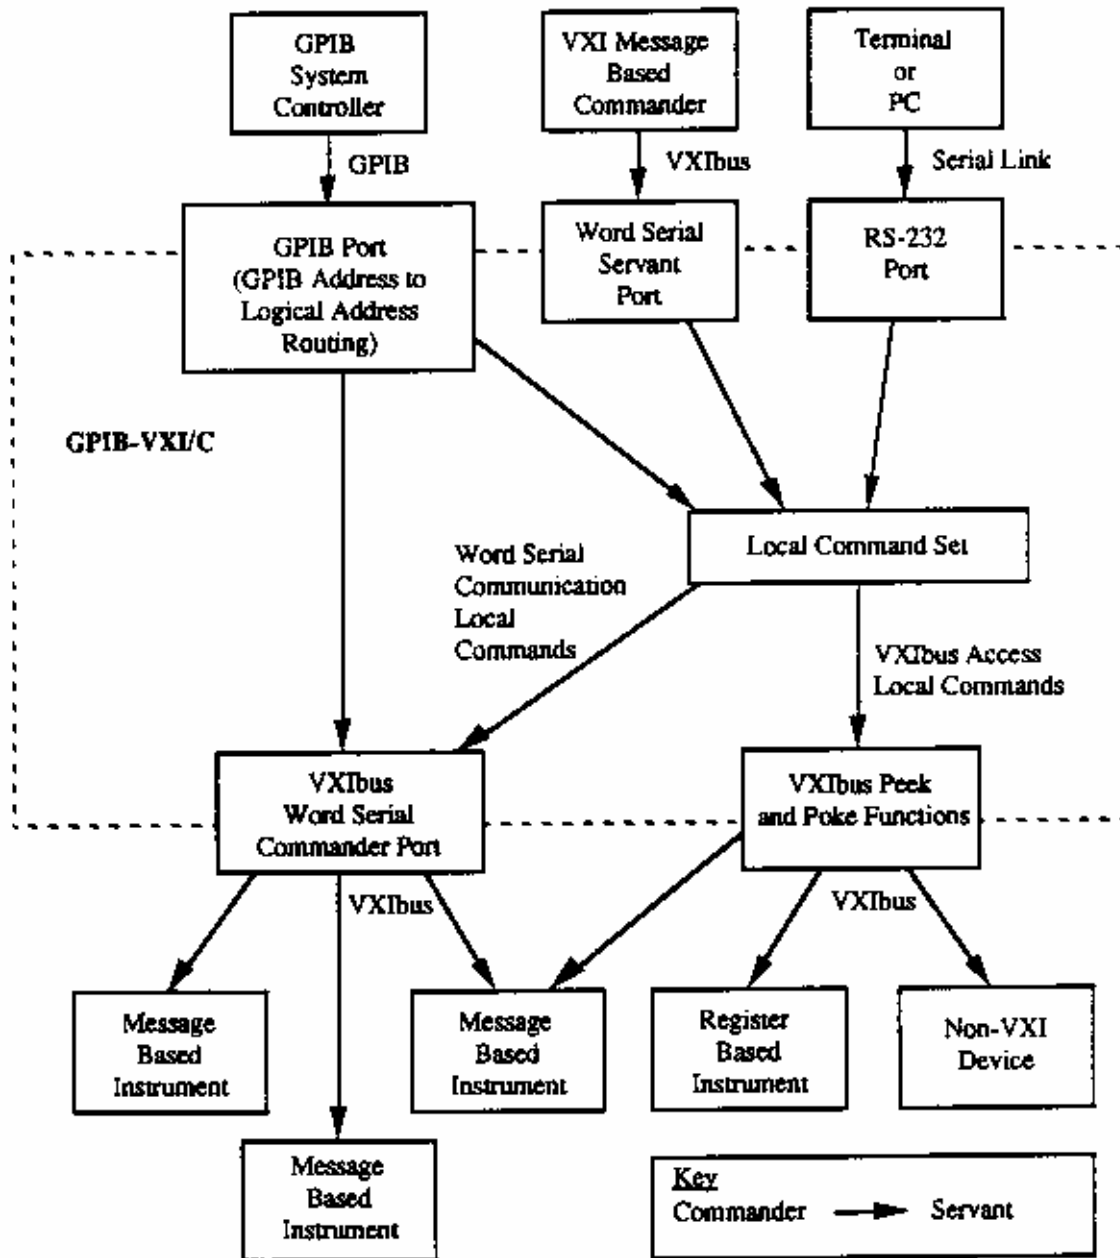 GPIB
System
Controller
VXI Message
Based
Commander
Terminal
or
PC
GPIB
VXIbus
Serial Link
GPIB Port
(GPIB Address to
Logical Address
Routing)
Word Serial
Servant
Port
RS-232
Port
GPIB-VXI/C
Local Command Set
Word Serial
Communication
Local
Commands
VXIbus Access
Local Commands
VXIbus
Word Serial
Commander Port
VXIbus Peek
and Poke Functions
VXIbus
VXIbus
Message
Based
Instrument
Message
Based
Instrument
Register
Based
Instrument
Non-VXI
Device
Message
Based
Instrument
Key
Commander Servant